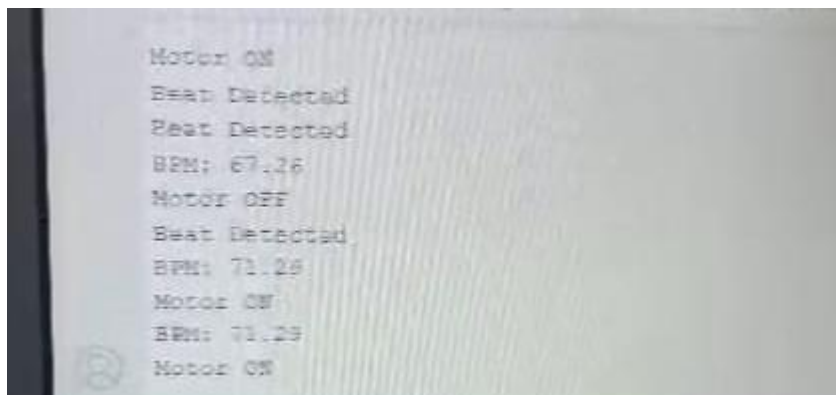 Motor ON
Beat Detected
Beat Detected
BPM: 67.26
Motor OFF
Beat Detected
BPM: 71.29
Motor ON
BPM: 71.29
Motor ON